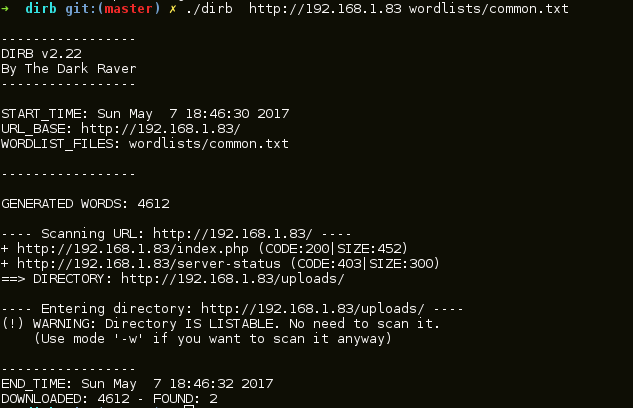 ➜  dirb git:(master) ✗ ./dirb  http://192.168.1.83 wordlists/common.txt
-----------------
DIRB v2.22
By The Dark Raver
-----------------
START_TIME: Sun May  7 18:46:30 2017
URL_BASE: http://192.168.1.83/
WORDLIST_FILES: wordlists/common.txt
-----------------
GENERATED WORDS: 4612
---- Scanning URL: http://192.168.1.83/ ----
+ http://192.168.1.83/index.php (CODE:200|SIZE:452)
+ http://192.168.1.83/server-status (CODE:403|SIZE:300)
==> DIRECTORY: http://192.168.1.83/uploads/
---- Entering directory: http://192.168.1.83/uploads/ ----
(!) WARNING: Directory IS LISTABLE. No need to scan it.
    (Use mode '-w' if you want to scan it anyway)
-----------------
END_TIME: Sun May  7 18:46:32 2017
DOWNLOADED: 4612 - FOUND: 2